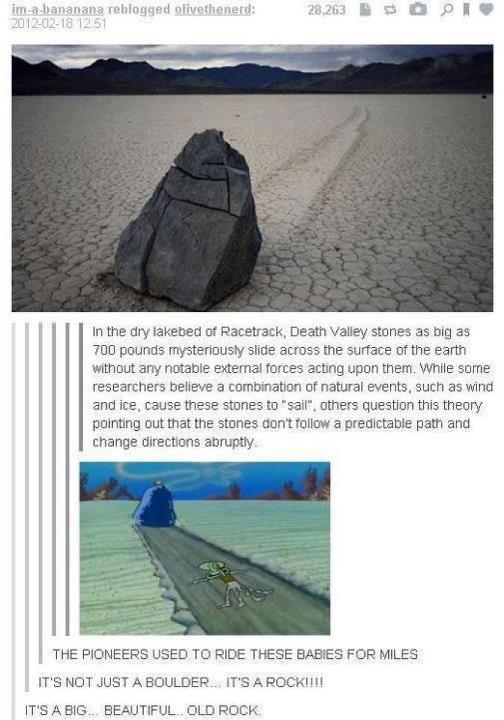 im-a-bananana reblogged olivethenerd: 28,263
2012-02-18 12:51
In the dry lakebed of Racetrack, Death Valley stones as big as
700 pounds mysteriously slide across the surface of the earth
without any notable external forces acting upon them. While some
researchers believe a combination of natural events, such as wind
and ice, cause these stones to "sail", others question this theory
pointing out that the stones don't follow a predictable path and
change directions abruptly.
THE PIONEERS USED TO RIDE THESE BABIES FOR MILES
IT'S NOT JUST A BOULDER... IT'S A ROCK!!!!
IT'S A BIG... BEAUTIFUL.. OLD ROCK.